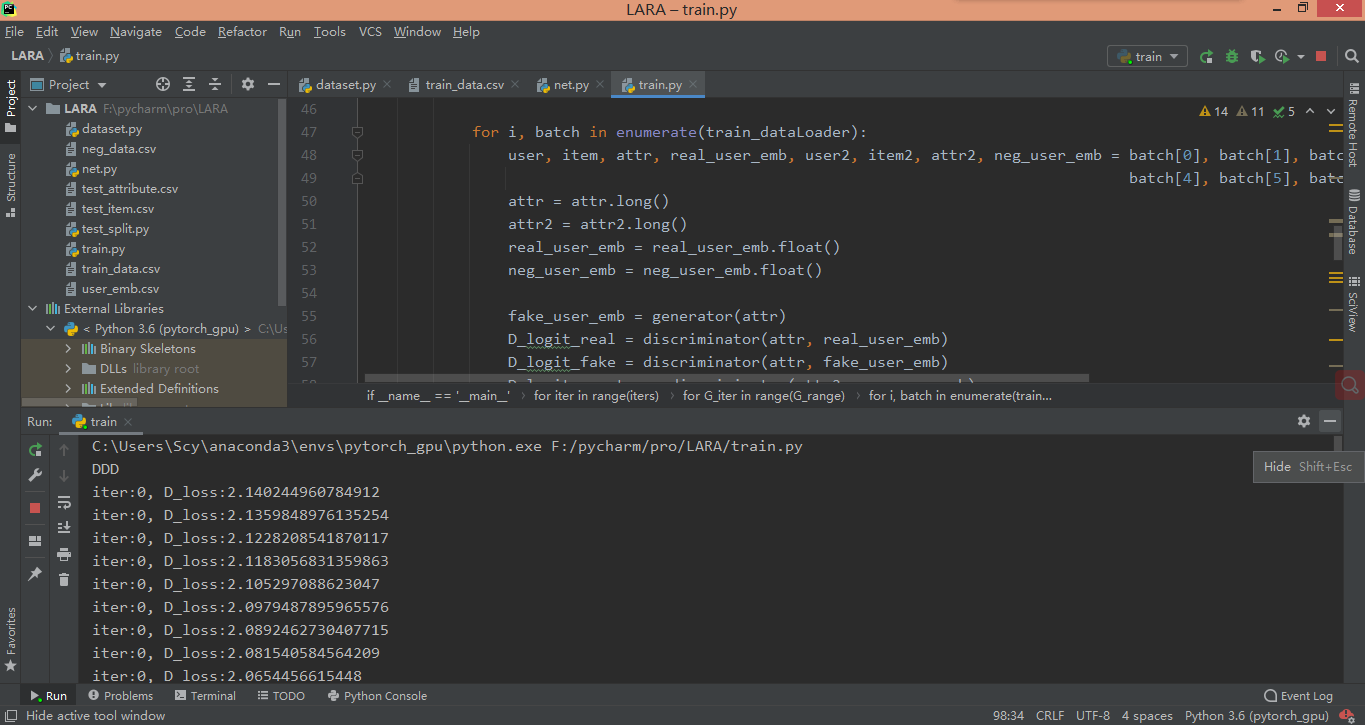 LARA – train.py
File Edit View Navigate Code Refactor Run Tools VCS Window Help
LARA train.py
train
Project
dataset.py train_data.csv net.py train.py
Project
Structure
Favorites
Remote Host
Database
SciView
LARA F:\pycharm\pro\LARA
dataset.py
neg_data.csv
net.py
test_attribute.csv
test_item.csv
test_split.py
train.py
train_data.csv
user_emb.csv
External Libraries
< Python 3.6 (pytorch_gpu) > C:\Us
Binary Skeletons
DLLs library root
Extended Definitions
14 11 5
46
47 for i, batch in enumerate(train_dataLoader):
48 user, item, attr, real_user_emb, user2, item2, attr2, neg_user_emb = batch[0], batch[1], batc
49 batch[4], batch[5], bat
50 attr = attr.long()
51 attr2 = attr2.long()
52 real_user_emb = real_user_emb.float()
53 neg_user_emb = neg_user_emb.float()
54
55 fake_user_emb = generator(attr)
56 D_logit_real = discriminator(attr, real_user_emb)
57 D_logit_fake = discriminator(attr, fake_user_emb)
if __name__ == '__main__' for iter in range(iters) for G_iter in range(G_range) for i, batch in enumerate(train...
Run: train
C:\Users\Scy\anaconda3\envs\pytorch_gpu\python.exe F:/pycharm/pro/LARA/train.py
DDD
iter:0, D_loss:2.140244960784912
iter:0, D_loss:2.1359848976135254
iter:0, D_loss:2.1228208541870117
iter:0, D_loss:2.1183056831359863
iter:0, D_loss:2.105297088623047
iter:0, D_loss:2.0979487895965576
iter:0, D_loss:2.0892462730407715
iter:0, D_loss:2.081540584564209
iter:0, D_loss:2.0654456615448
Hide Shift+Esc
Run Problems Terminal TODO Python Console Event Log
Hide active tool window 98:34 CRLF UTF-8 4 spaces Python 3.6 (pytorch_gpu)